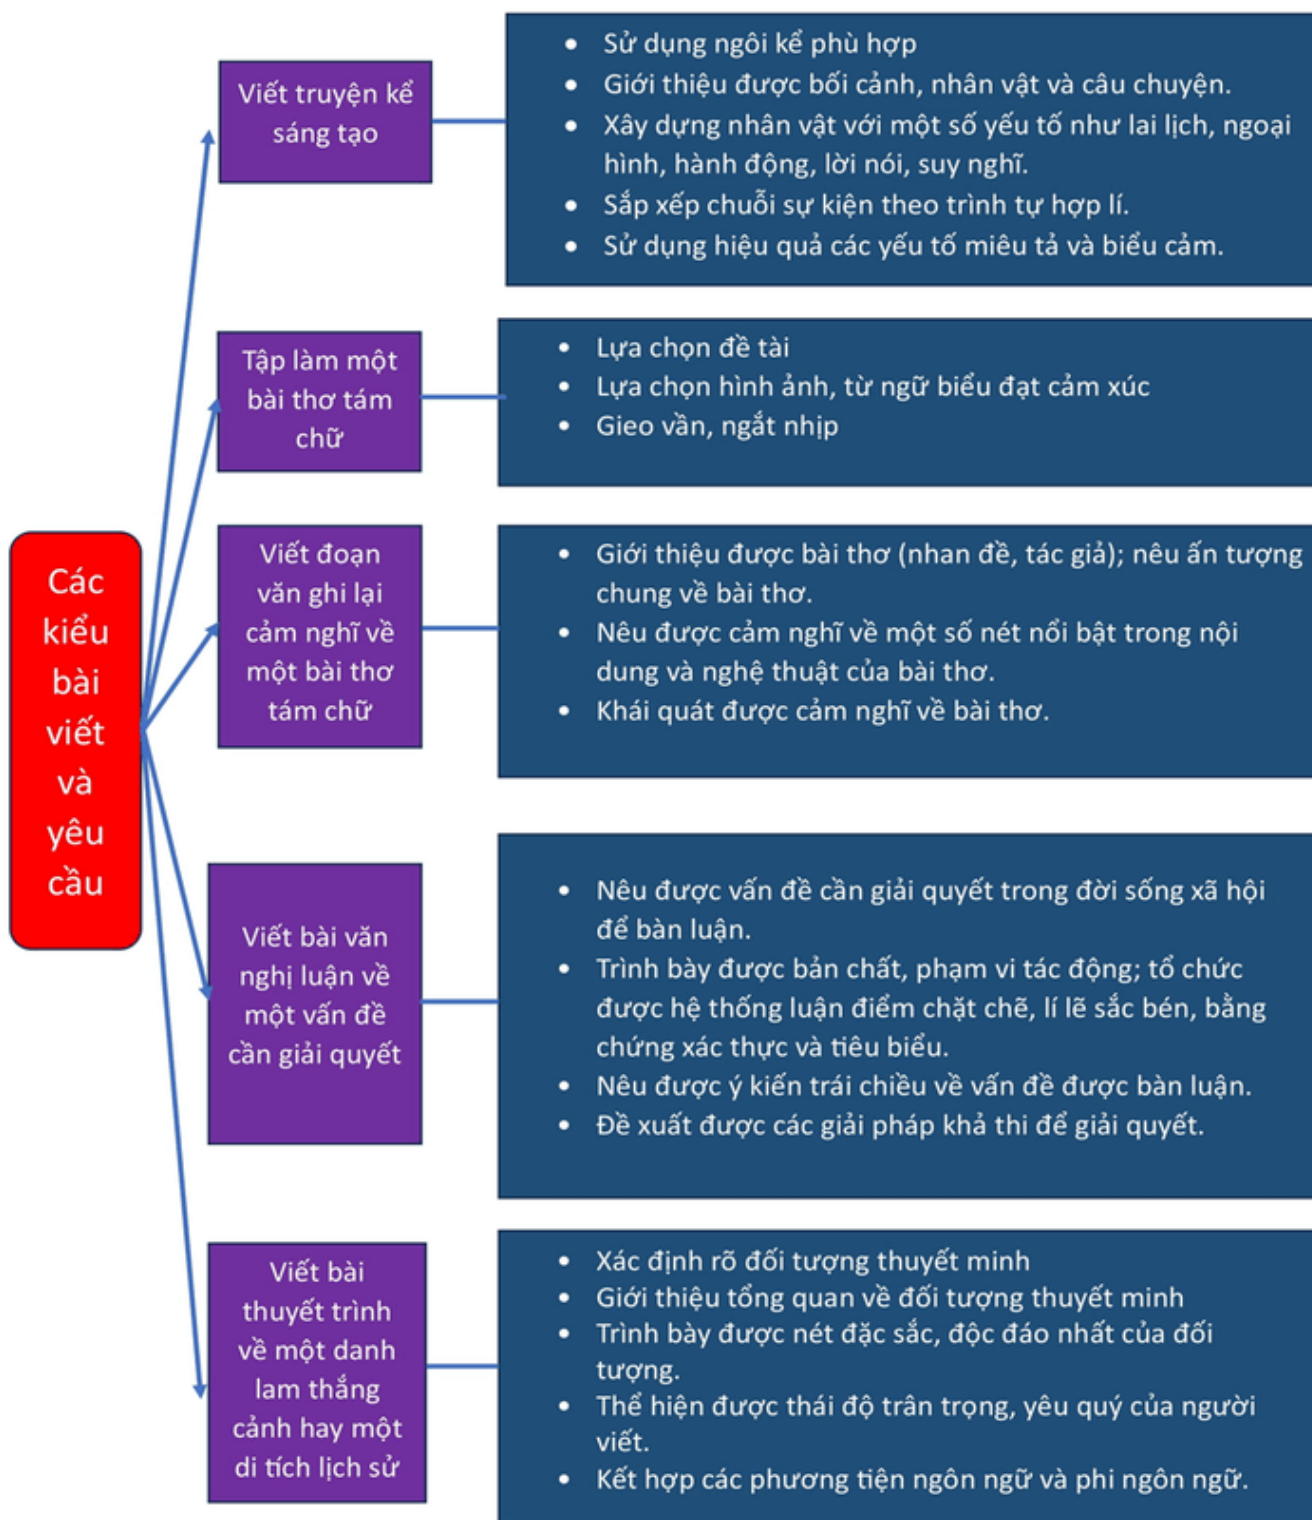 Các
kiểu
bài
viết
và
yêu
cầu
Viết truyện kể
sáng tạo
• Sử dụng ngôi kể phù hợp
• Giới thiệu được bối cảnh, nhân vật và câu chuyện.
• Xây dựng nhân vật với một số yếu tố như lai lịch, ngoại
hình, hành động, lời nói, suy nghĩ.
• Sắp xếp chuỗi sự kiện theo trình tự hợp lí.
• Sử dụng hiệu quả các yếu tố miêu tả và biểu cảm.
Tập làm một
bài thơ tám
chữ
• Lựa chọn đề tài
• Lựa chọn hình ảnh, từ ngữ biểu đạt cảm xúc
• Gieo vần, ngắt nhịp
Viết đoạn
văn ghi lại
cảm nghĩ về
một bài thơ
tám chữ
• Giới thiệu được bài thơ (nhan đề, tác giả); nêu ấn tượng
chung về bài thơ.
• Nêu được cảm nghĩ về một số nét nổi bật trong nội
dung và nghệ thuật của bài thơ.
• Khái quát được cảm nghĩ về bài thơ.
Viết bài văn
nghị luận về
một vấn đề
cần giải quyết
• Nêu được vấn đề cần giải quyết trong đời sống xã hội
để bàn luận.
• Trình bày được bản chất, phạm vi tác động; tổ chức
được hệ thống luận điểm chặt chẽ, lí lẽ sắc bén, bằng
chứng xác thực và tiêu biểu.
• Nêu được ý kiến trái chiều về vấn đề được bàn luận.
• Đề xuất được các giải pháp khả thi để giải quyết.
Viết bài
thuyết trình
về một danh
lam thắng
cảnh hay một
di tích lịch sử
• Xác định rõ đối tượng thuyết minh
• Giới thiệu tổng quan về đối tượng thuyết minh
• Trình bày được nét đặc sắc, độc đáo nhất của đối
tượng.
• Thể hiện được thái độ trân trọng, yêu quý của người
viết.
• Kết hợp các phương tiện ngôn ngữ và phi ngôn ngữ.